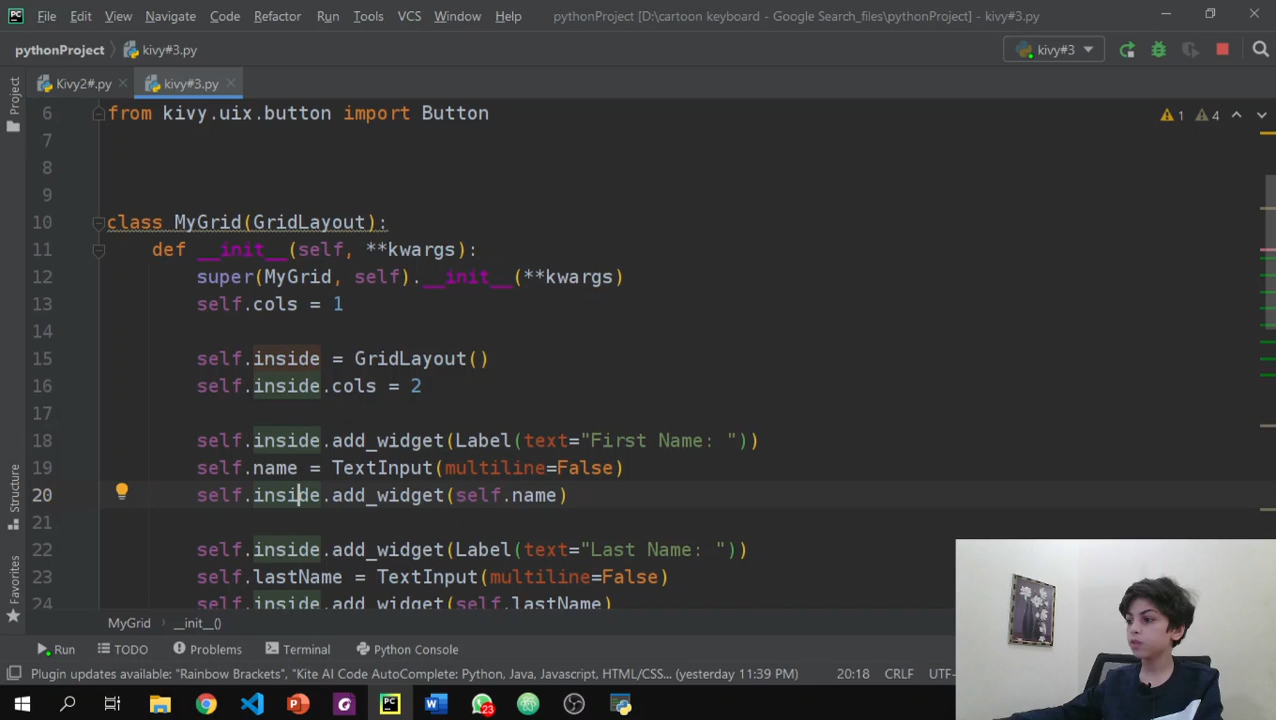 File Edit View Navigate Code Refactor Run Tools VCS Window Help pythonProject [D:\cartoon keyboard - Google Search_files\pythonProject] - kivy#3.py
pythonProject kivy#3.py kivy#3
Kivy2#.py kivy#3.py
Project
6 from kivy.uix.button import Button 1 4
7
8
9
10 class MyGrid(GridLayout):
11 def __init__(self, **kwargs):
12 super(MyGrid, self).__init__(**kwargs)
13 self.cols = 1
14
15 self.inside = GridLayout()
16 self.inside.cols = 2
17
18 self.inside.add_widget(Label(text="First Name: "))
19 self.name = TextInput(multiline=False)
20 self.inside.add_widget(self.name)
21
22 self.inside.add_widget(Label(text="Last Name: "))
23 self.lastName = TextInput(multiline=False)
24 self.inside.add_widget(self.lastName)
Structure
Favorites
MyGrid __init__()
Run TODO Problems Terminal Python Console
Plugin updates available: "Rainbow Brackets", "Kite AI Code AutoComplete: Python, Java, Javascript, HTML/CSS... (yesterday 11:39 PM) 20:18 CRLF UTF-
23